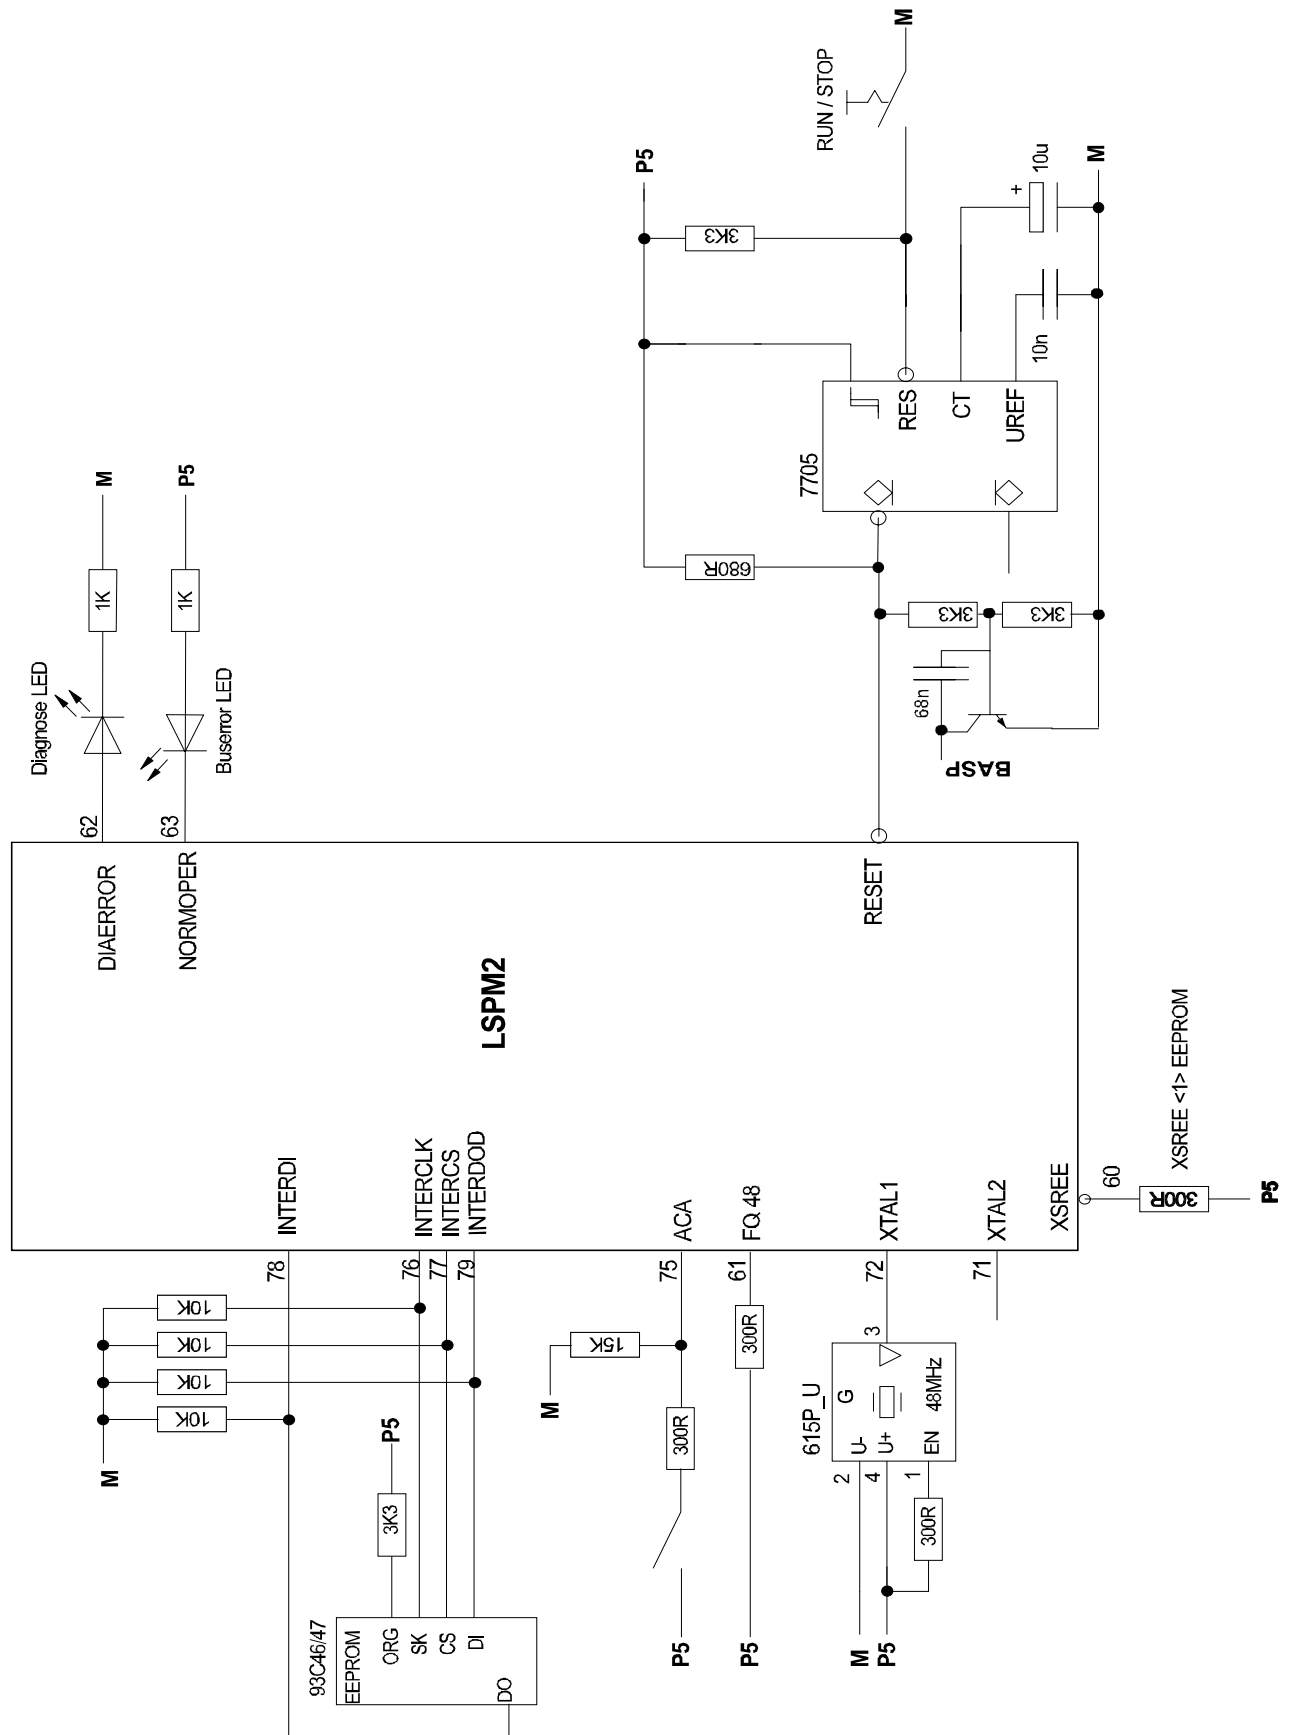 M
RUN / STOP
P5
3K3
10u
+
M
10n
7705
RES
CT
UREF
680R
3K3
3K3
68n
BASP
M
P5
1K
1K
Diagnose LED
Buserror LED
62
63
DIAERROR
NORMOPER
RESET
LSPM2
INTERDI
INTERCLK
INTERCS
INTERDOD
ACA
FQ 48
XTAL1
XTAL2
XSREE
60
XSREE <1> EEPROM
300R
P5
78
76
77
79
75
61
72
71
10K
10K
10K
10K
M
P5
3K3
93C46/47
EEPROM
ORG
SK
CS
DI
DO
15K
M
300R
300R
P5
P5
3
615P_U
G
48MHz
U-
U+
EN
2
4
1
300R
M
P5